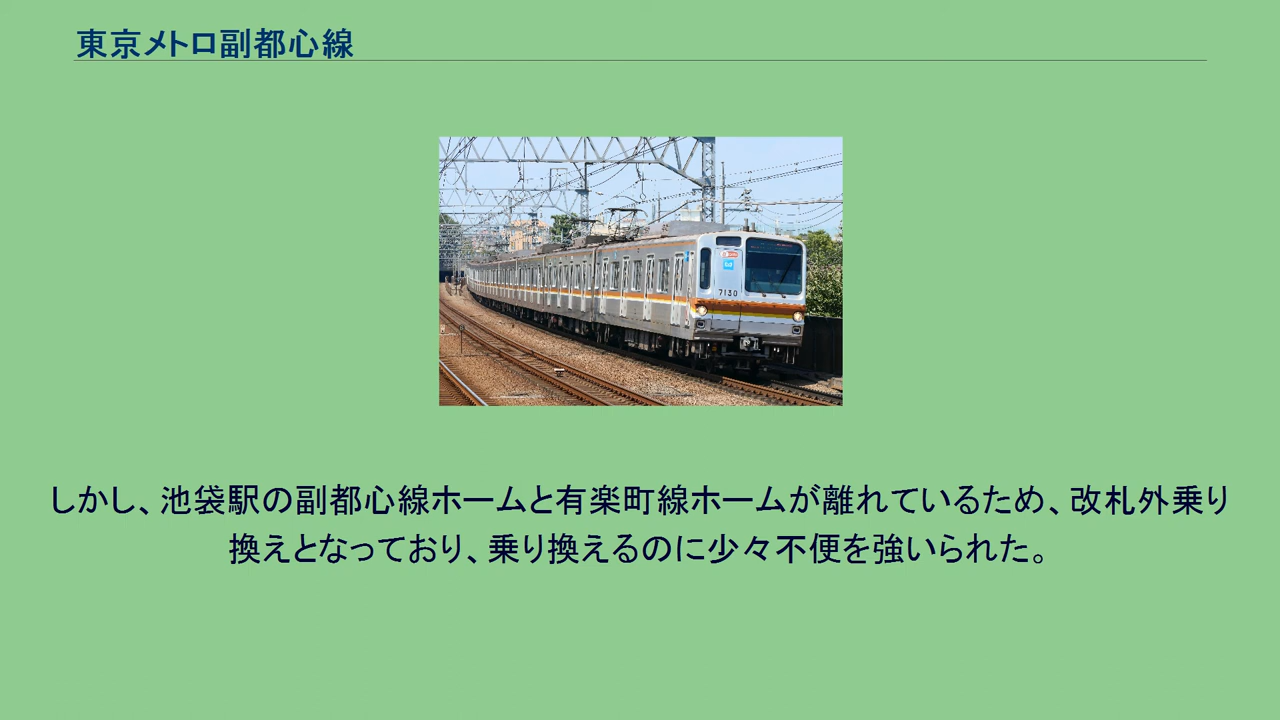 東京メトロ副都心線
7130
しかし、池袋駅の副都心線ホームと有楽町線ホームが離れているため、改札外乗り
換えとなっており、乗り換えるのに少々不便を強いられた。